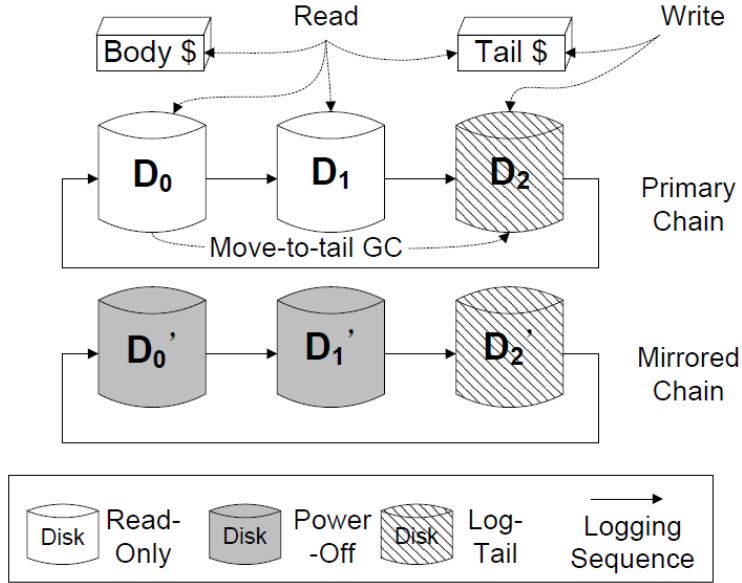 Read
Write
Body $
Tail $
D0
D1
D2
Primary
Chain
Move-to-tail GC
D0’
D1’
D2’
Mirrored
Chain
Disk
Read-
Only
Disk
Power
-Off
Disk
Log-
Tail
Logging
Sequence